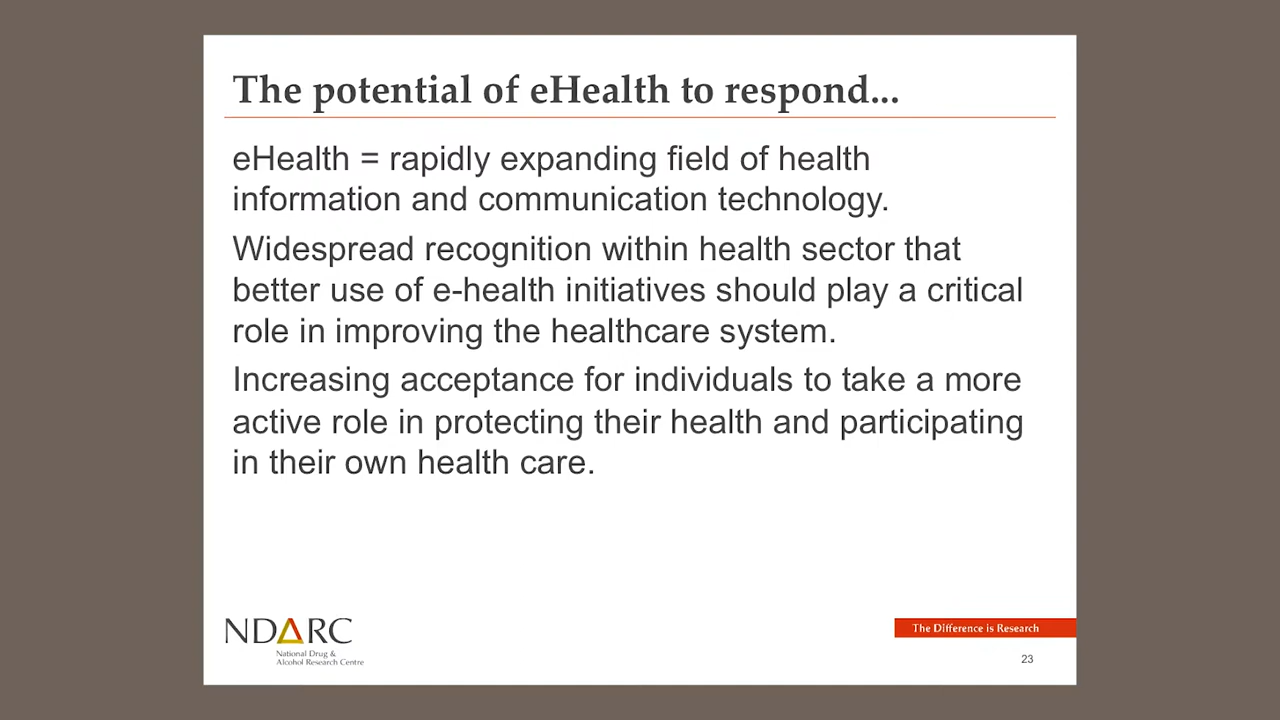 The potential of eHealth to respond...
eHealth = rapidly expanding field of health
information and communication technology.
Widespread recognition within health sector that
better use of e-health initiatives should play a critical
role in improving the healthcare system.
Increasing acceptance for individuals to take a more
active role in protecting their health and participating
in their own health care.
NDARC
National Drug &
Alcohol Research Centre
The Difference is Research
23